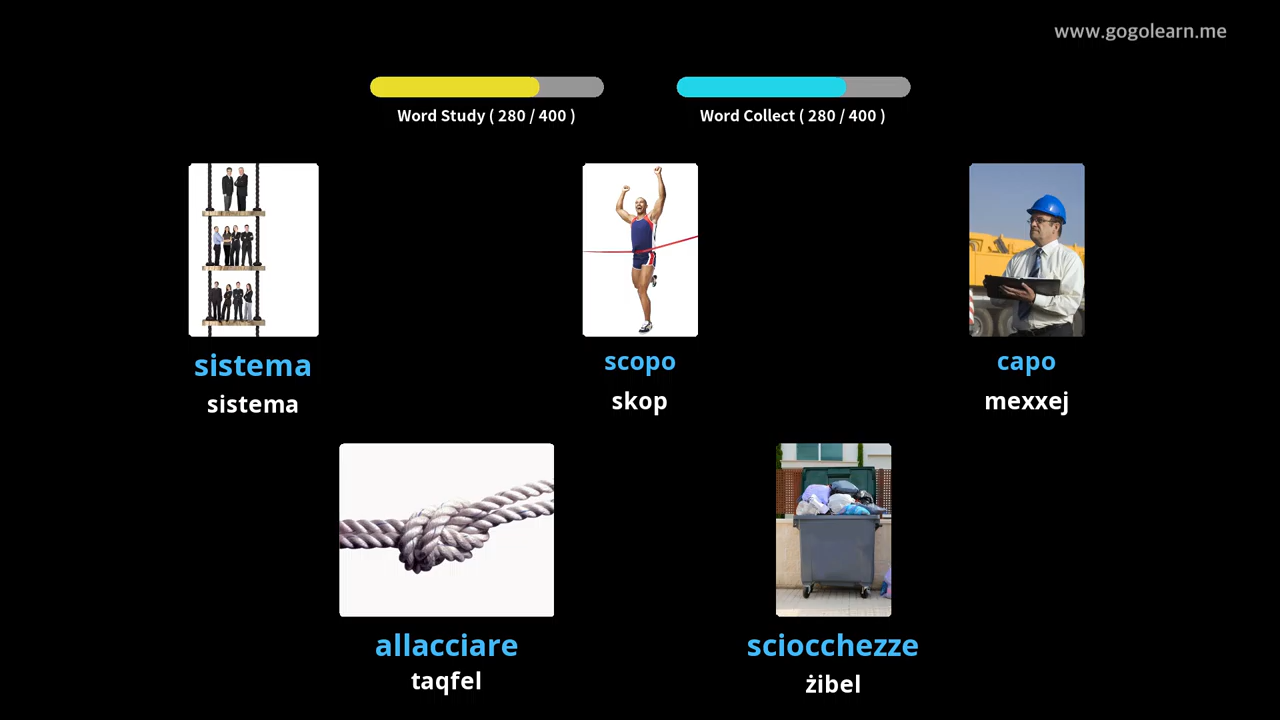 www.gogolearn.me
Word Study ( 280 / 400 )
Word Collect ( 280 / 400 )
sistema
sistema
scopo
skop
capo
mexxej
allacciare
taqfel
sciocchezze
żibel